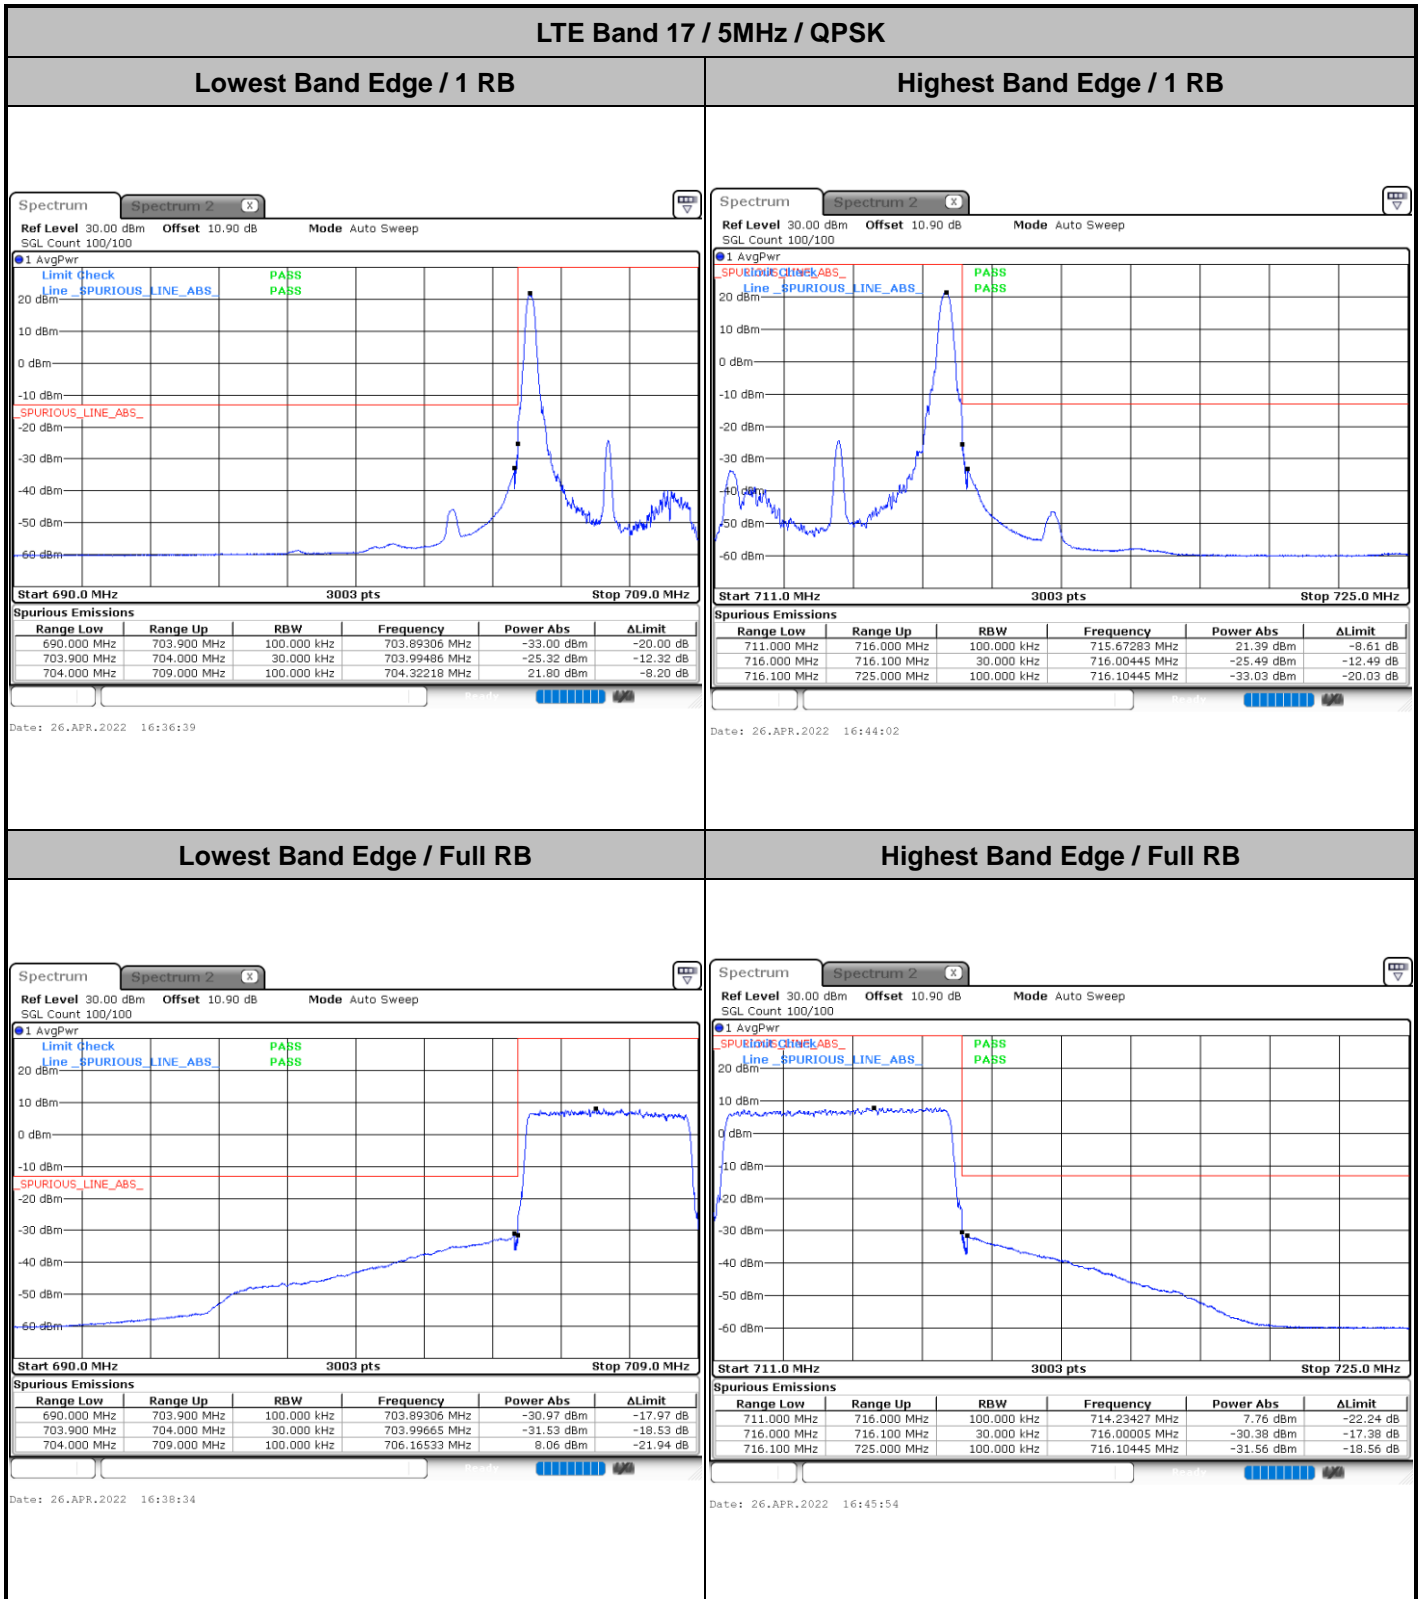 LTE Band 17 / 5MHz / QPSK
Lowest Band Edge / 1 RB
Highest Band Edge / 1 RB
Spectrum
Spectrum 2 X
Ref Level 30.00 dBm Offset 10.90 dB Mode Auto Sweep
SGL Count 100/100
1 AvgPwr
Limit Check PASS
Line _SPURIOUS_LINE_ABS_ PASS
20 dBm
10 dBm
0 dBm
-10 dBm
_SPURIOUS_LINE_ABS_
-20 dBm
-30 dBm
-40 dBm
-50 dBm
-60 dBm
Start 690.0 MHz 3003 pts Stop 709.0 MHz
Spurious Emissions
Range Low Range Up RBW Frequency Power Abs ΔLimit
690.000 MHz 703.900 MHz 100.000 kHz 703.89306 MHz -33.00 dBm -20.00 dB
703.900 MHz 704.000 MHz 30.000 kHz 703.99486 MHz -25.32 dBm -12.32 dB
704.000 MHz 709.000 MHz 100.000 kHz 704.32218 MHz 21.80 dBm -8.20 dB
Ready
Date: 26.APR.2022 16:36:39
Spectrum
Spectrum 2 X
Ref Level 30.00 dBm Offset 10.90 dB Mode Auto Sweep
SGL Count 100/100
1 AvgPwr
_SPURIOUS_LINE_ABS_
Limit Check PASS
Line _SPURIOUS_LINE_ABS_ PASS
20 dBm
10 dBm
0 dBm
-10 dBm
-20 dBm
-30 dBm
-40 dBm
-50 dBm
-60 dBm
Start 711.0 MHz 3003 pts Stop 725.0 MHz
Spurious Emissions
Range Low Range Up RBW Frequency Power Abs ΔLimit
711.000 MHz 716.000 MHz 100.000 kHz 715.67283 MHz 21.39 dBm -8.61 dB
716.000 MHz 716.100 MHz 30.000 kHz 716.00445 MHz -25.49 dBm -12.49 dB
716.100 MHz 725.000 MHz 100.000 kHz 716.10445 MHz -33.03 dBm -20.03 dB
Ready
Date: 26.APR.2022 16:44:02
Lowest Band Edge / Full RB
Highest Band Edge / Full RB
Spectrum
Spectrum 2 X
Ref Level 30.00 dBm Offset 10.90 dB Mode Auto Sweep
SGL Count 100/100
1 AvgPwr
Limit Check PASS
Line _SPURIOUS_LINE_ABS_ PASS
20 dBm
10 dBm
0 dBm
-10 dBm
_SPURIOUS_LINE_ABS_
-20 dBm
-30 dBm
-40 dBm
-50 dBm
-60 dBm
Start 690.0 MHz 3003 pts Stop 709.0 MHz
Spurious Emissions
Range Low Range Up RBW Frequency Power Abs ΔLimit
690.000 MHz 703.900 MHz 100.000 kHz 703.89306 MHz -30.97 dBm -17.97 dB
703.900 MHz 704.000 MHz 30.000 kHz 703.99665 MHz -31.53 dBm -18.53 dB
704.000 MHz 709.000 MHz 100.000 kHz 706.16533 MHz 8.06 dBm -21.94 dB
Ready
Date: 26.APR.2022 16:38:34
Spectrum
Spectrum 2 X
Ref Level 30.00 dBm Offset 10.90 dB Mode Auto Sweep
SGL Count 100/100
1 AvgPwr
_SPURIOUS_LINE_ABS_
Limit Check PASS
Line _SPURIOUS_LINE_ABS_ PASS
20 dBm
10 dBm
0 dBm
-10 dBm
-20 dBm
-30 dBm
-40 dBm
-50 dBm
-60 dBm
Start 711.0 MHz 3003 pts Stop 725.0 MHz
Spurious Emissions
Range Low Range Up RBW Frequency Power Abs ΔLimit
711.000 MHz 716.000 MHz 100.000 kHz 714.23427 MHz 7.76 dBm -22.24 dB
716.000 MHz 716.100 MHz 30.000 kHz 716.00005 MHz -30.38 dBm -17.38 dB
716.100 MHz 725.000 MHz 100.000 kHz 716.10445 MHz -31.56 dBm -18.56 dB
Ready
Date: 26.APR.2022 16:45:54